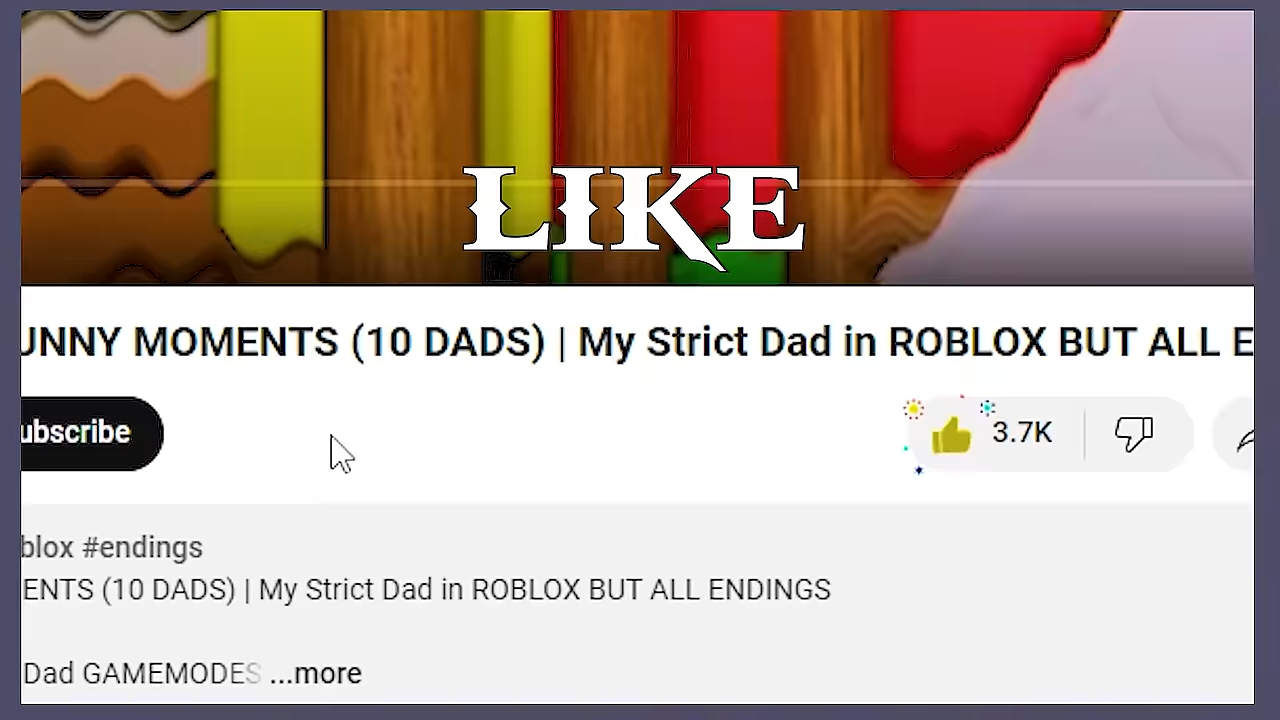 LIKE
UNNY MOMENTS (10 DADS) | My Strict Dad in ROBLOX BUT ALL E
ubscribe
3.7K
blox #endings
ENTS (10 DADS) | My Strict Dad in ROBLOX BUT ALL ENDINGS
Dad GAMEMODES ...more